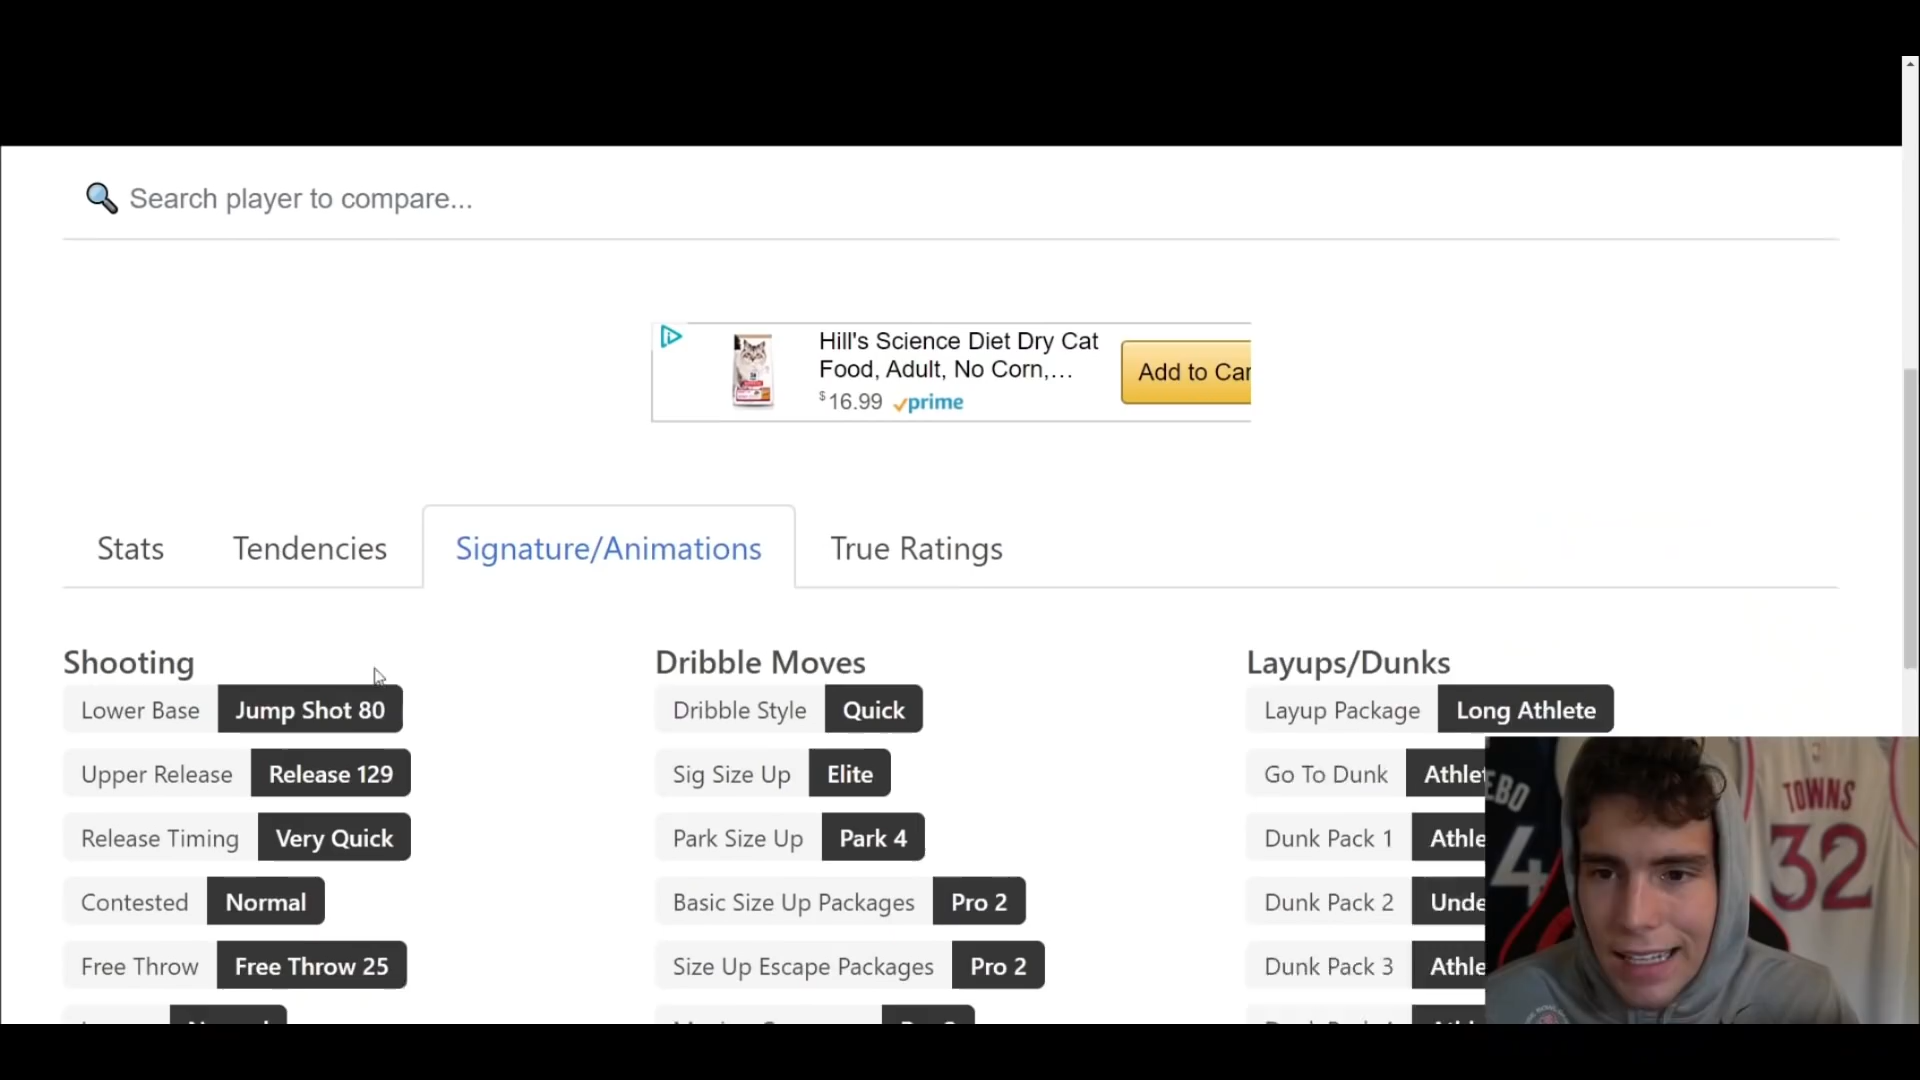 Search player to compare...
Hill's Science Diet Dry Cat
Food, Adult, No Corn,...
$16.99 prime
Add to Car
Stats
Tendencies
Signature/Animations
True Ratings
Shooting
Lower Base Jump Shot 80
Upper Release Release 129
Release Timing Very Quick
Contested Normal
Free Throw Free Throw 25
Dribble Moves
Dribble Style Quick
Sig Size Up Elite
Park Size Up Park 4
Basic Size Up Packages Pro 2
Size Up Escape Packages Pro 2
Layups/Dunks
Layup Package Long Athlete
Go To Dunk Athlet
Dunk Pack 1 Athle
Dunk Pack 2 Unde
Dunk Pack 3 Athle
EBO
4
TOWNS
32